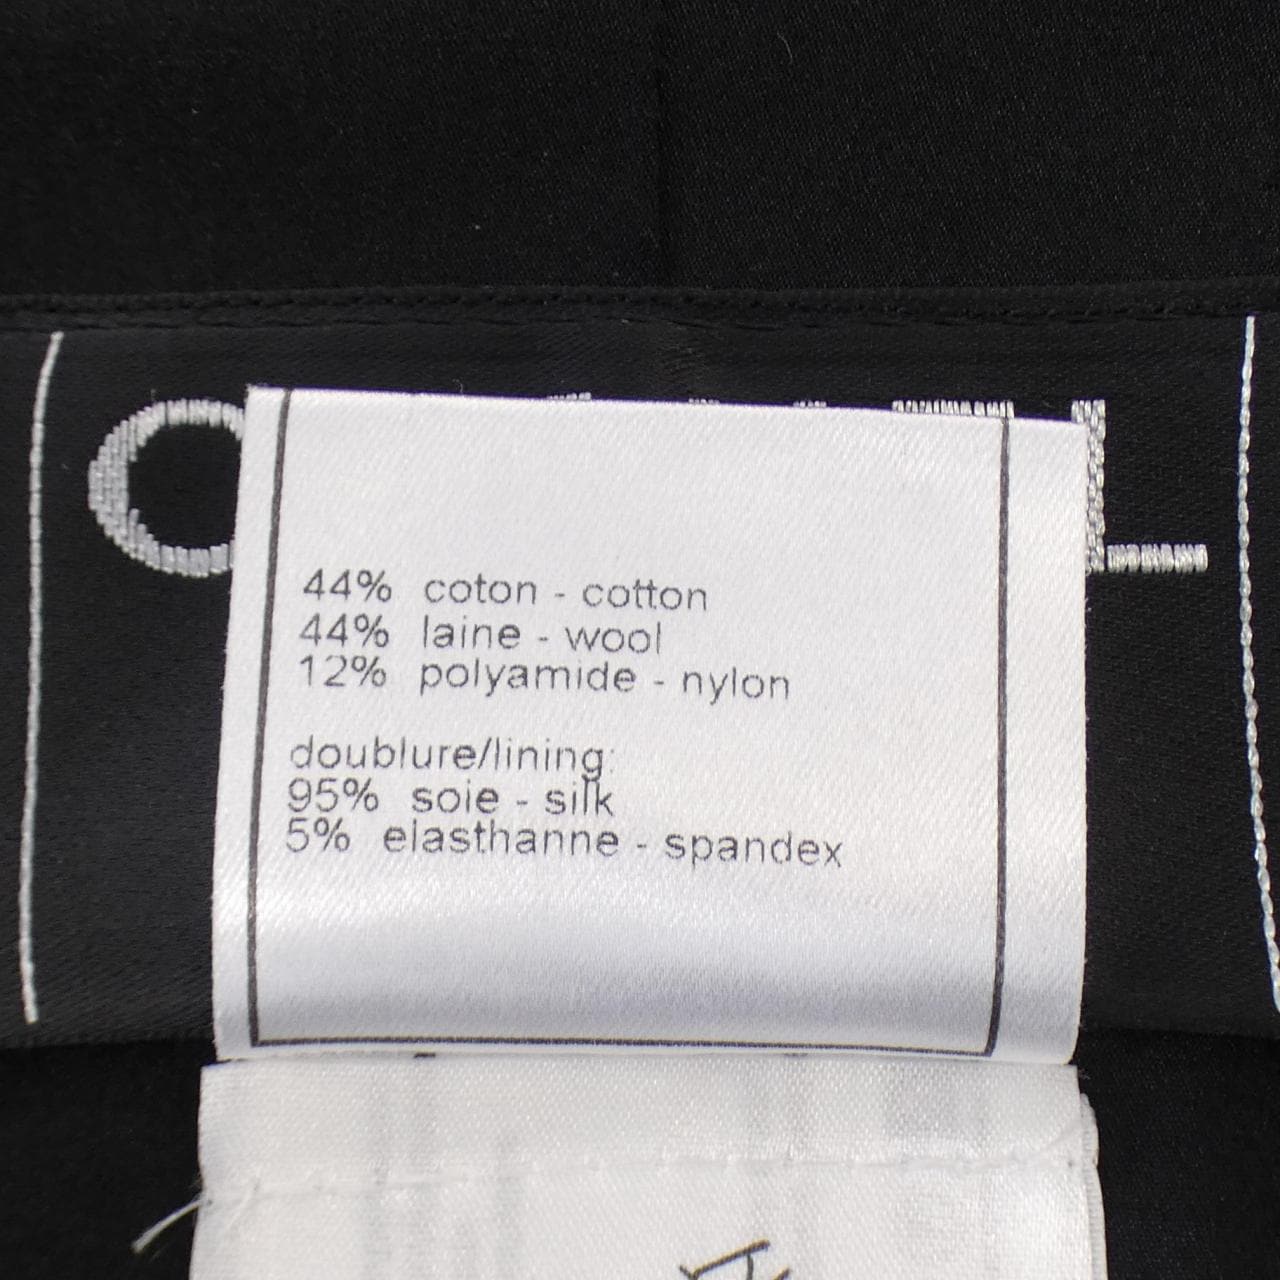 44% coton - cotton
44% laine - wool
12% polyamide - nylon
doublure/lining:
95% soie - silk
5% elasthanne - spandex